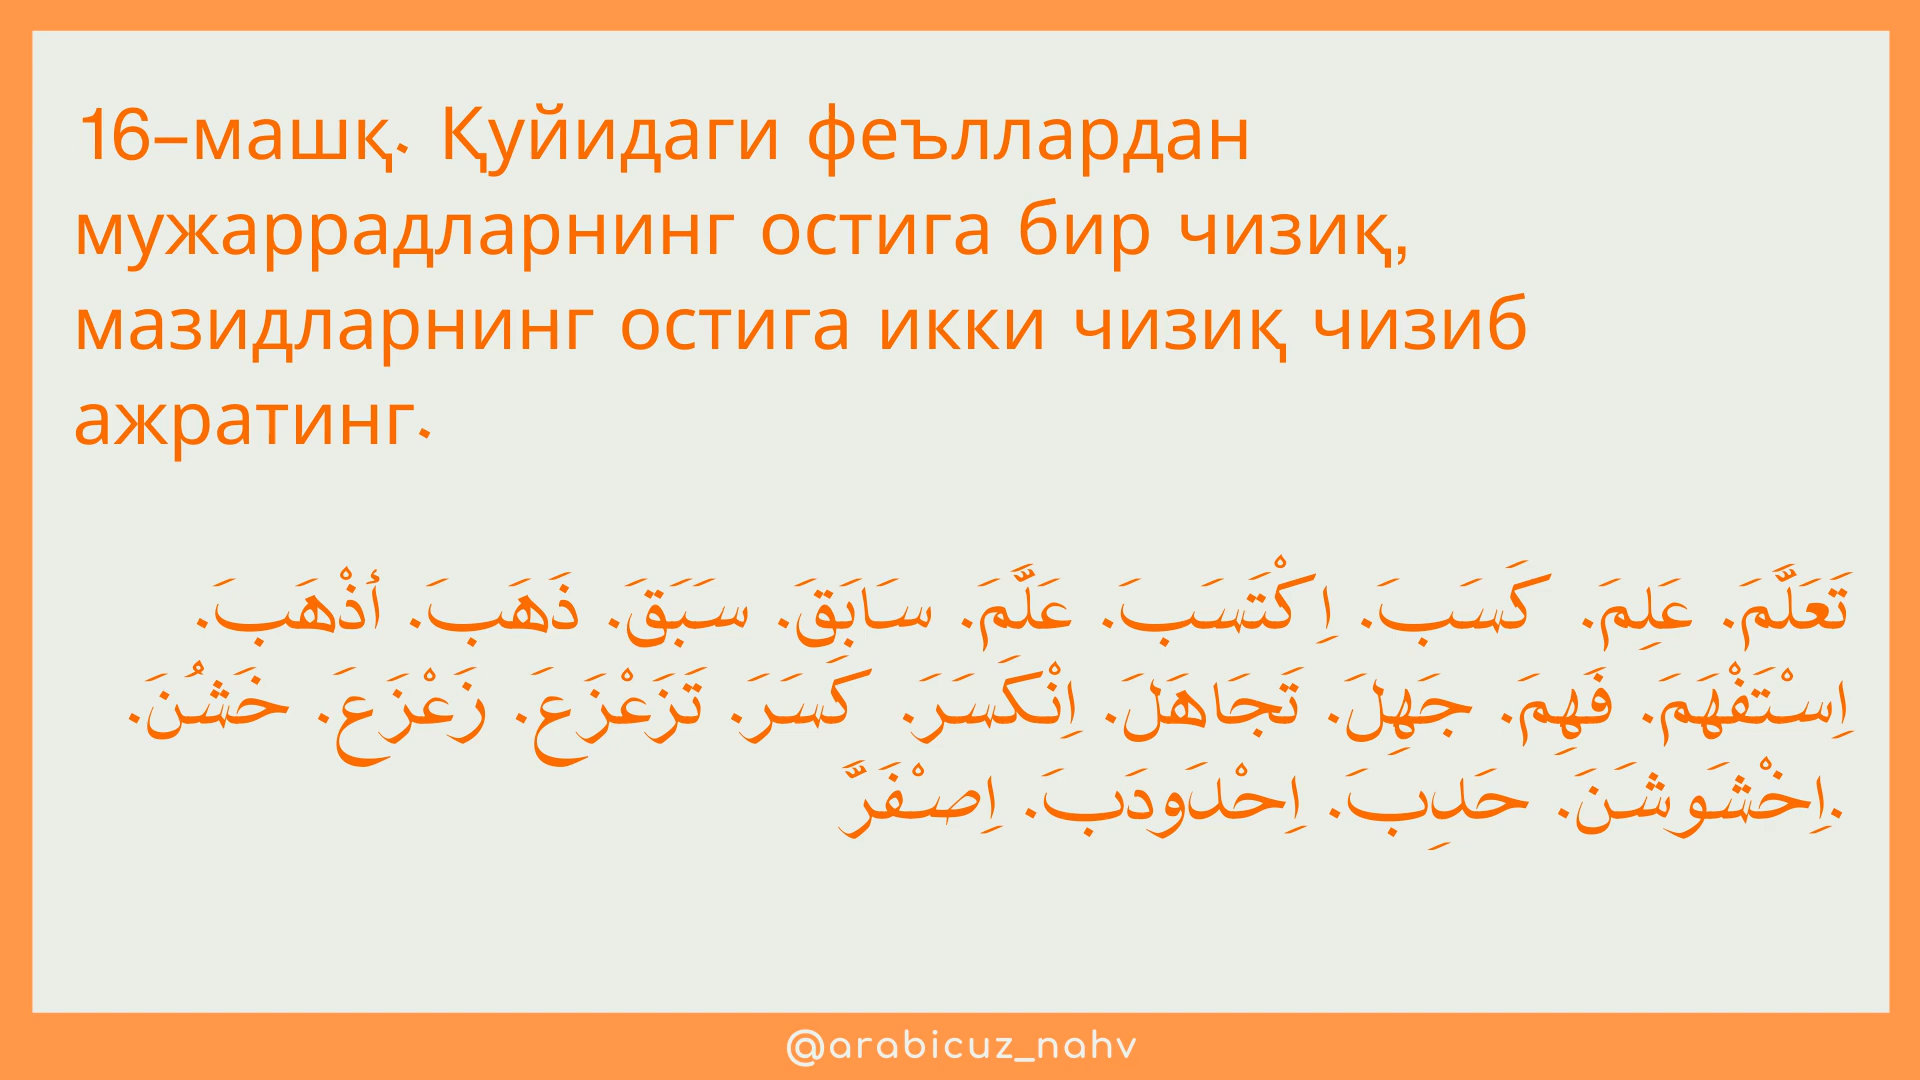 16-машқ. Қуйидаги феъллардан
мужаррадларнинг остига бир чизиқ,
мазидларнинг остига икки чизиқ чизиб
ажратинг.
تَعَلَّمَ. عَلِمَ. كَسَبَ. اِكْتَسَبَ. عَلَّمَ. سَابَقَ. سَبَقَ. ذَهَبَ. أَذْهَبَ.
اِسْتَفْهَمَ. فَهِمَ. جَهِلَ. تَجَاهَلَ. اِنْكَسَرَ. كَسَرَ. تَزَعْزَعَ. زَعْزَعَ. خَشُنَ.
.اِخْشَوشَنَ. حَدِبَ. اِحْدَودَبَ. اِصْفَرَّ
@arabicuz_nahv